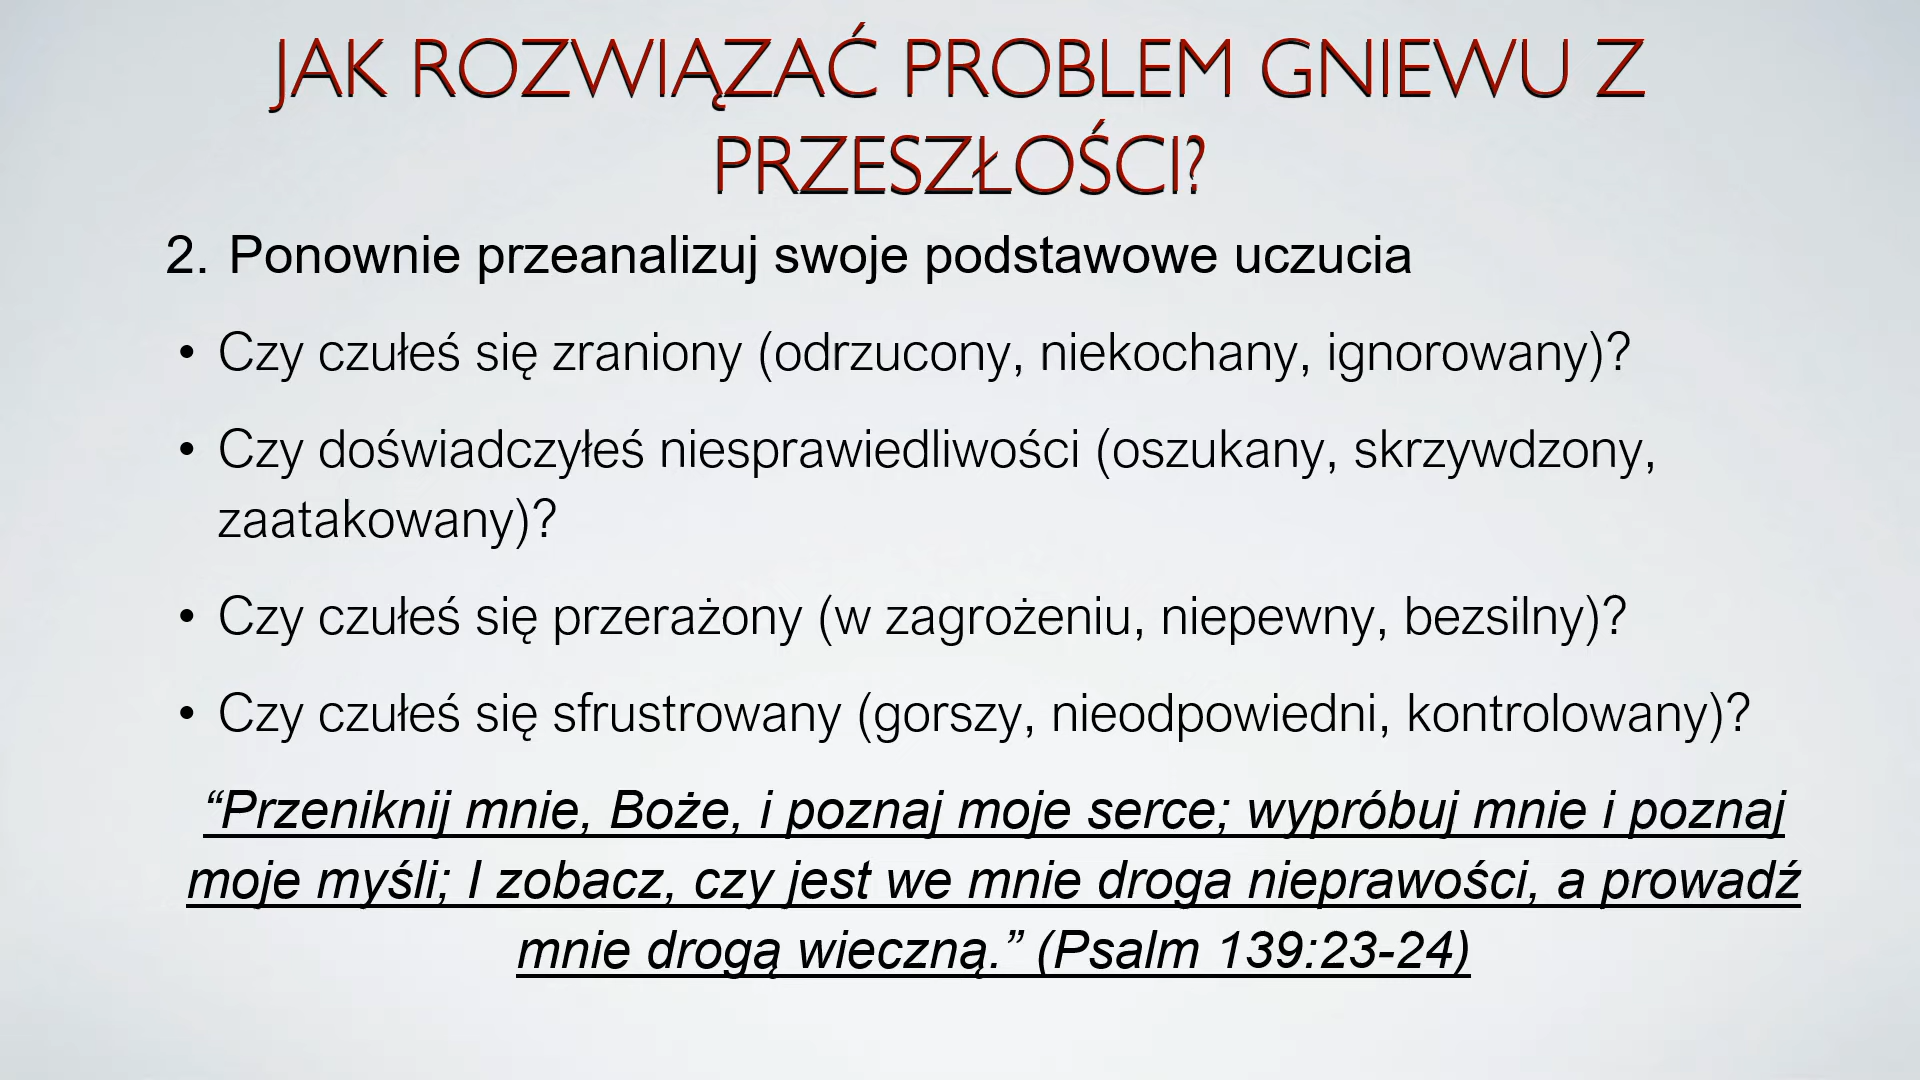 JAK ROZWIĄZAĆ PROBLEM GNIEWU Z
PRZESZŁOŚCI?
2. Ponownie przeanalizuj swoje podstawowe uczucia
• Czy czułeś się zraniony (odrzucony, niekochany, ignorowany)?
• Czy doświadczyłeś niesprawiedliwości (oszukany, skrzywdzony,
zaatakowany)?
• Czy czułeś się przerażony (w zagrożeniu, niepewny, bezsilny)?
• Czy czułeś się sfrustrowany (gorszy, nieodpowiedni, kontrolowany)?
“Przeniknij mnie, Boże, i poznaj moje serce; wypróbuj mnie i poznaj
moje myśli; I zobacz, czy jest we mnie droga nieprawości, a prowadź
mnie drogą wieczną.” (Psalm 139:23-24)